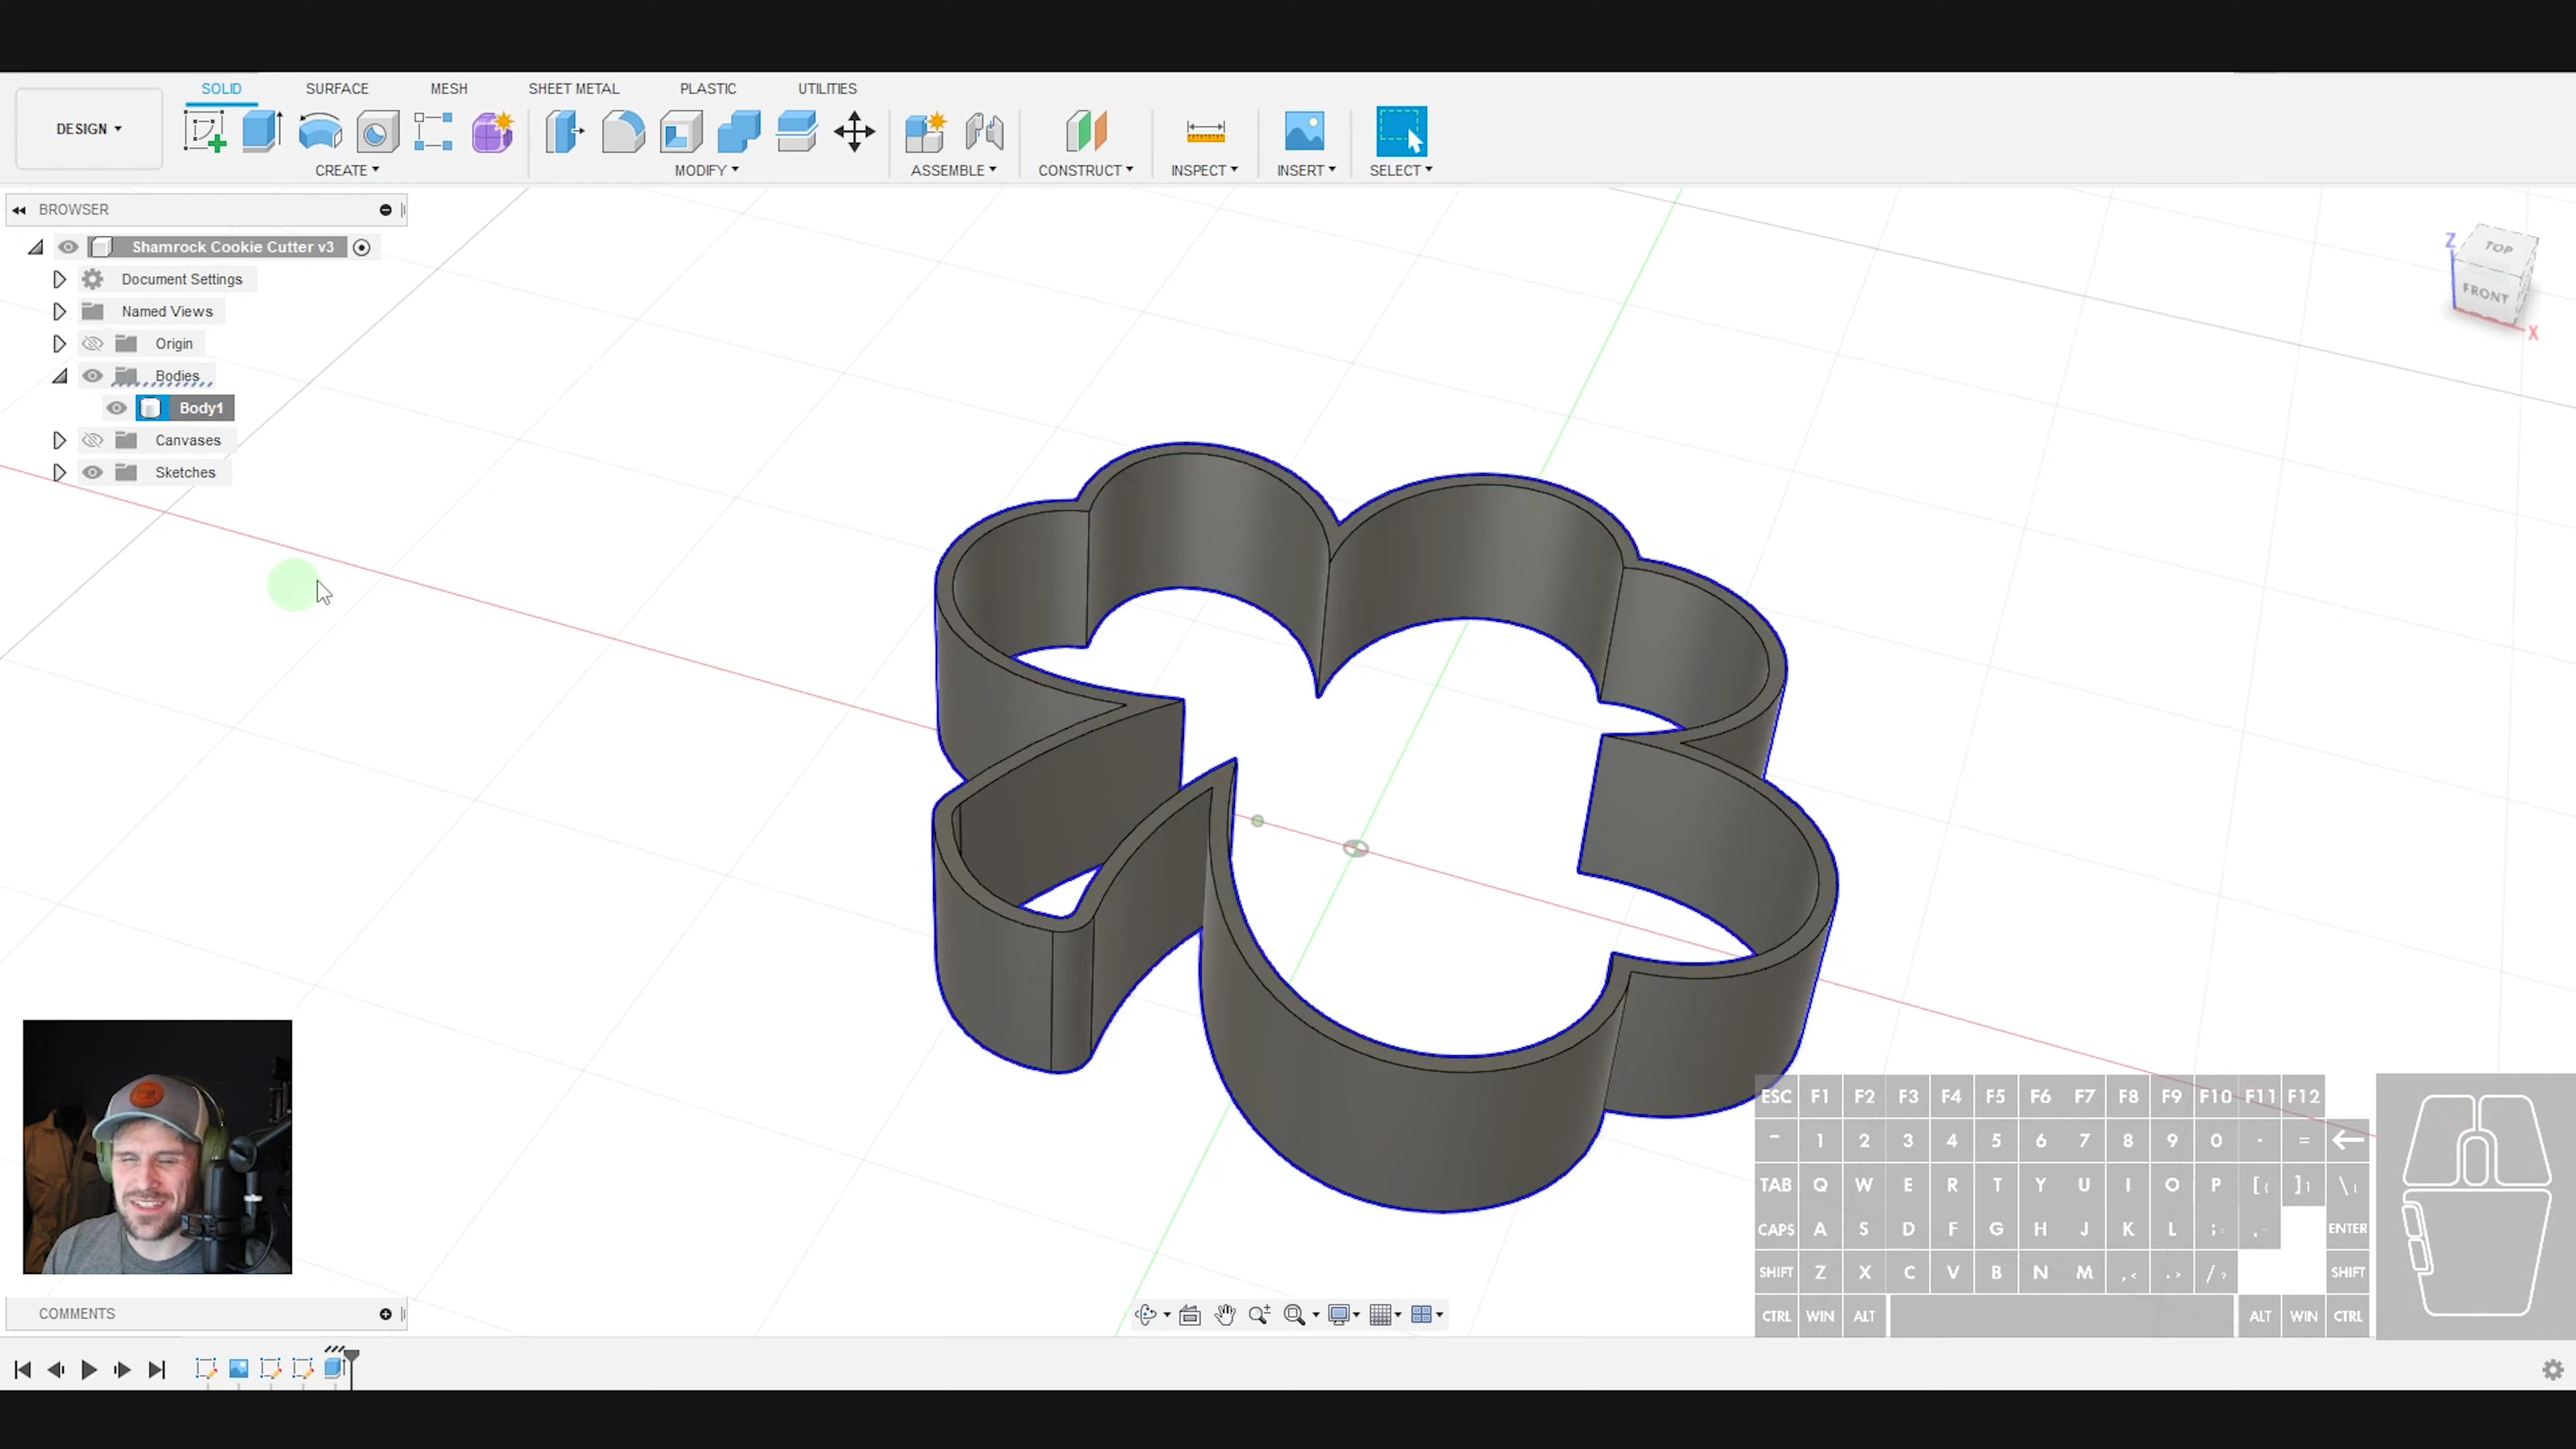 SOLID SURFACE MESH SHEET METAL PLASTIC UTILITIES
DESIGN
CREATE MODIFY ASSEMBLE CONSTRUCT INSPECT INSERT SELECT
BROWSER
Shamrock Cookie Cutter v3
Document Settings
Named Views
Origin
Bodies
Body1
Canvases
Sketches
TOP
FRONT
Z
X
ESC F1 F2 F3 F4 F5 F6 F7 F8 F9 F10 F11 F12
1 2 3 4 5 6 7 8 9 0 - =
TAB Q W E R T Y U I O P [{ ]} \|
CAPS A S D F G H J K L ; ENTER
SHIFT Z X C V B N M ,< .> /? SHIFT
CTRL WIN ALT ALT WIN CTRL
COMMENTS